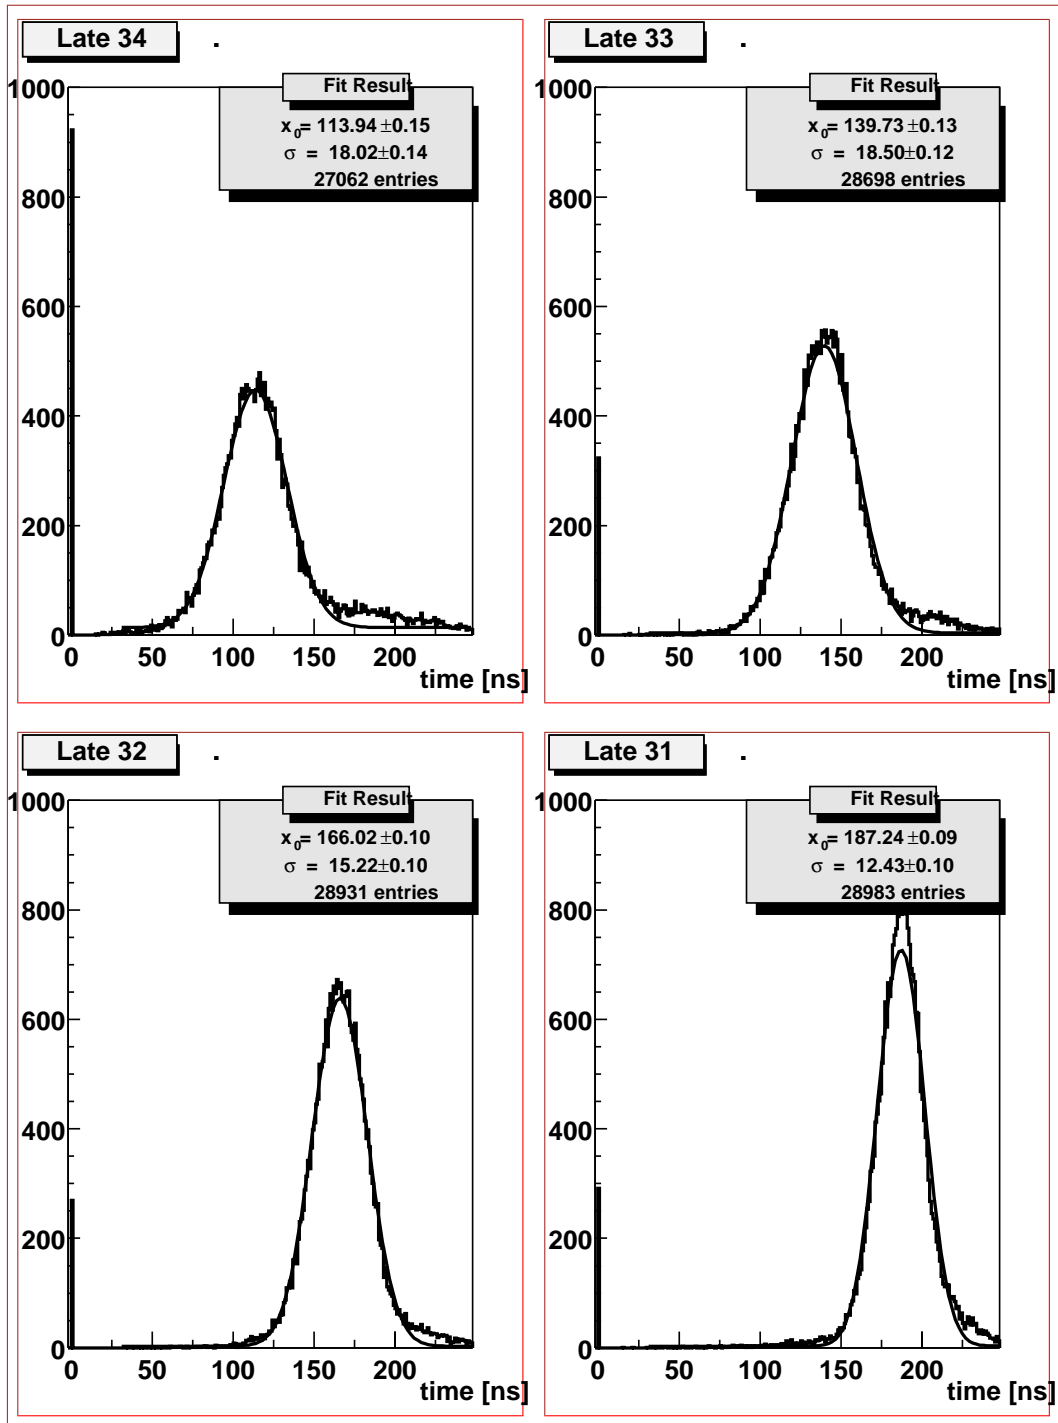 Late 34 .
Fit Result
x0= 113.94 ±0.15
σ = 18.02±0.14
27062 entries
1000
800
600
400
200
0
0 50 100 150 200
time [ns]
Late 33 .
Fit Result
x0= 139.73 ±0.13
σ = 18.50±0.12
28698 entries
1000
800
600
400
200
0
0 50 100 150 200
time [ns]
Late 32 .
Fit Result
x0= 166.02 ±0.10
σ = 15.22±0.10
28931 entries
1000
800
600
400
200
0
0 50 100 150 200
time [ns]
Late 31 .
Fit Result
x0= 187.24 ±0.09
σ = 12.43±0.10
28983 entries
1000
800
600
400
200
0
0 50 100 150 200
time [ns]